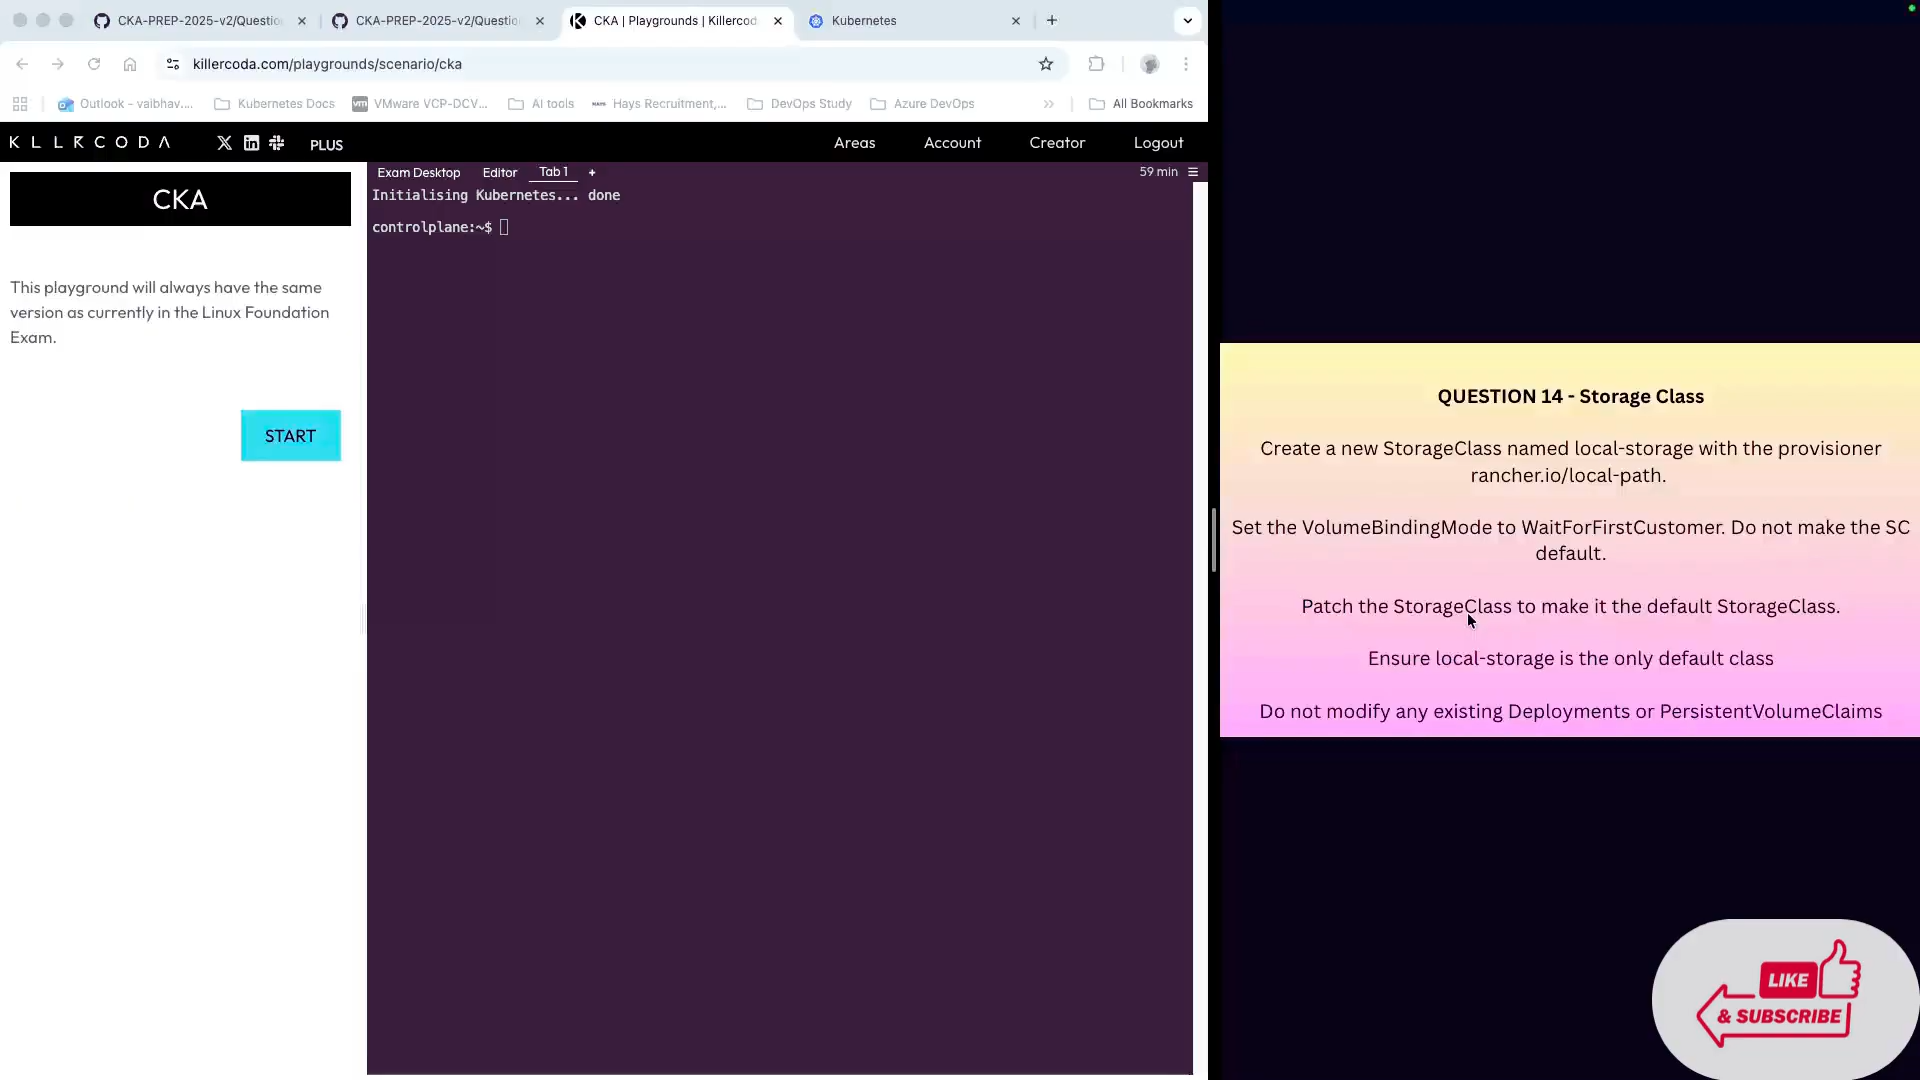 CKA-PREP-2025-v2/Questio
CKA-PREP-2025-v2/Questio
CKA | Playgrounds | Killercod
Kubernetes
killercoda.com/playgrounds/scenario/cka
Outlook - vaibhav....
Kubernetes Docs
vm VMware VCP-DCV...
AI tools
HAYS Hays Recruitment,...
DevOps Study
Azure DevOps
All Bookmarks
KLLRCODA
PLUS
Areas
Account
Creator
Logout
CKA
This playground will always have the same
version as currently in the Linux Foundation
Exam.
START
Exam Desktop
Editor
Tab 1
+
59 min
Initialising Kubernetes... done
controlplane:~$
QUESTION 14 - Storage Class
Create a new StorageClass named local-storage with the provisioner
rancher.io/local-path.
Set the VolumeBindingMode to WaitForFirstCustomer. Do not make the SC
default.
Patch the StorageClass to make it the default StorageClass.
Ensure local-storage is the only default class
Do not modify any existing Deployments or PersistentVolumeClaims
LIKE
& SUBSCRIBE